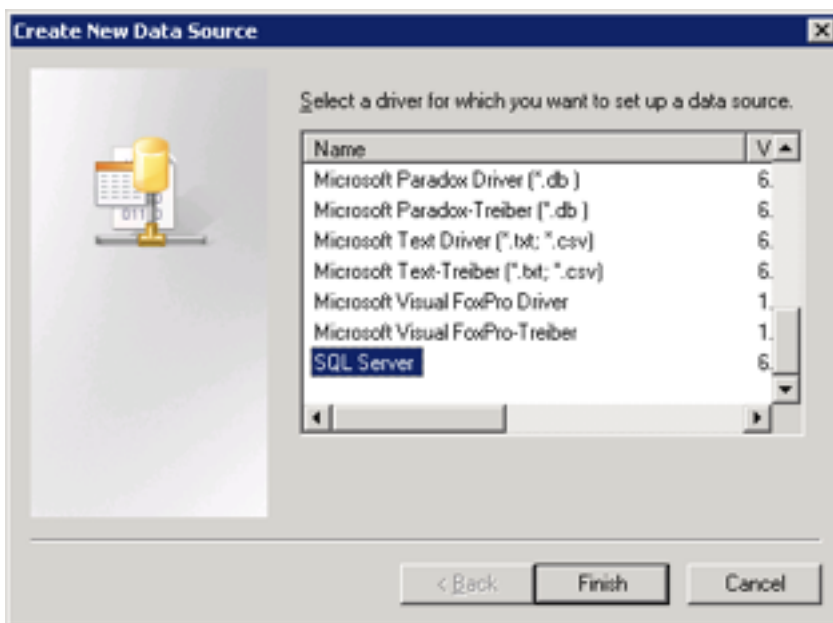 Create New Data Source
Select a driver for which you want to set up a data source.
Name V
Microsoft Paradox Driver (*.db ) 6.
Microsoft Paradox-Treiber (*.db ) 6.
Microsoft Text Driver (*.txt; *.csv) 6.
Microsoft Text-Treiber (*.txt; *.csv) 6.
Microsoft Visual FoxPro Driver 1.
Microsoft Visual FoxPro-Treiber 1.
SQL Server 6.
< Back Finish Cancel